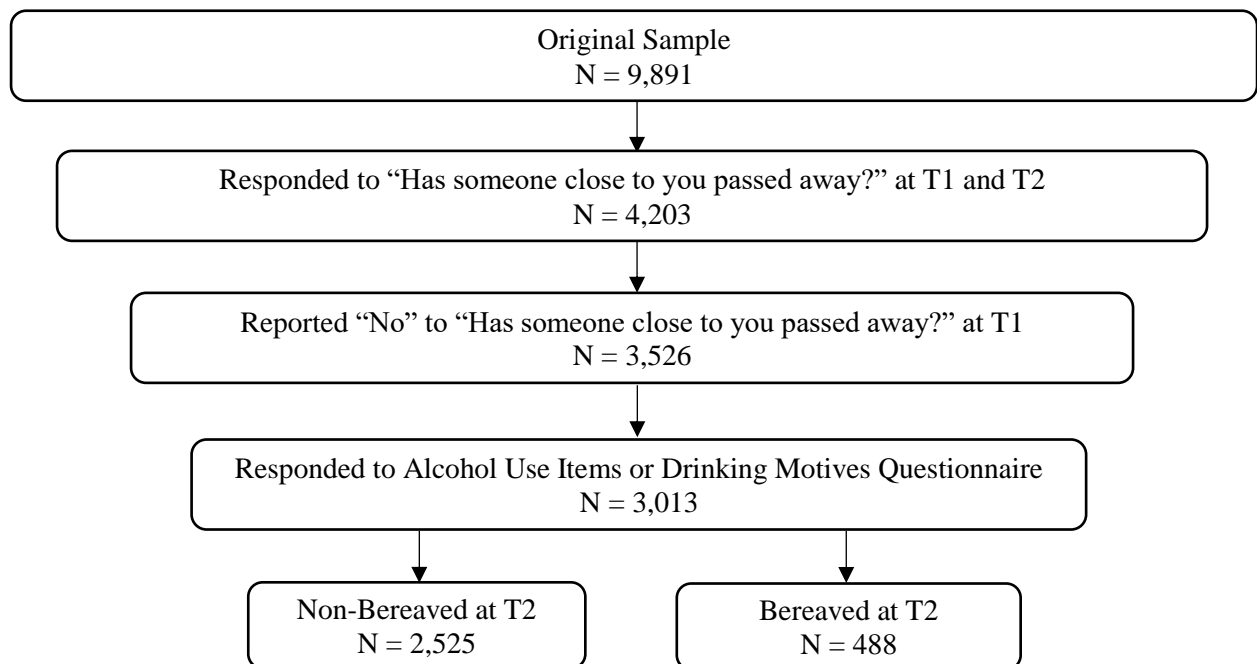 Original Sample
N = 9,891
Responded to “Has someone close to you passed away?” at T1 and T2
N = 4,203
Reported “No” to “Has someone close to you passed away?” at T1
N = 3,526
Responded to Alcohol Use Items or Drinking Motives Questionnaire
N = 3,013
Non-Bereaved at T2
N = 2,525
Bereaved at T2
N = 488